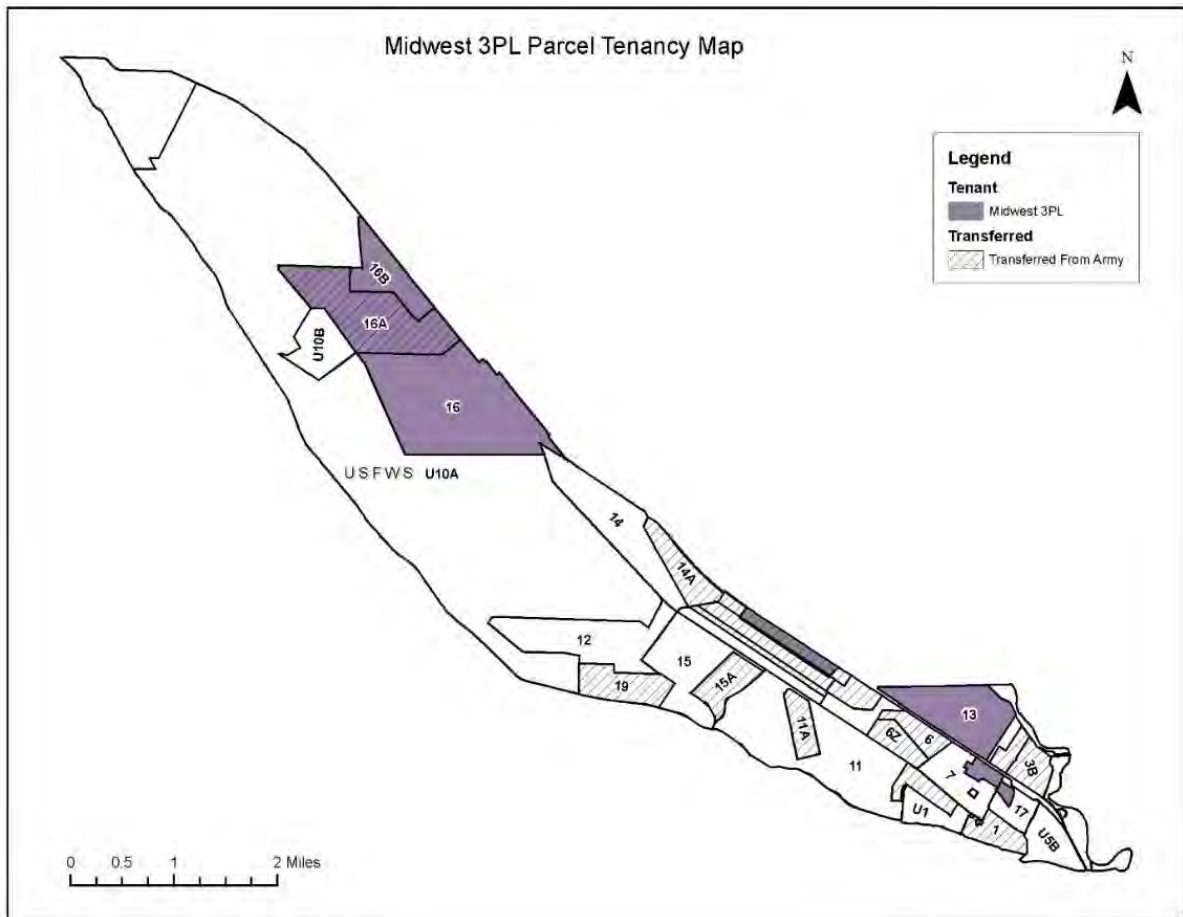 Midwest 3PL Parcel Tenancy Map
N
Legend
Tenant
Midwest 3PL
Transferred
Transferred From Army
16B
16A
U10B
16
USFWS U10A
14
14A
12
15
19
15A
13
11A
6Z
6
3B
11
7
U1
17
1
U5B
0 0.5 1 2 Miles